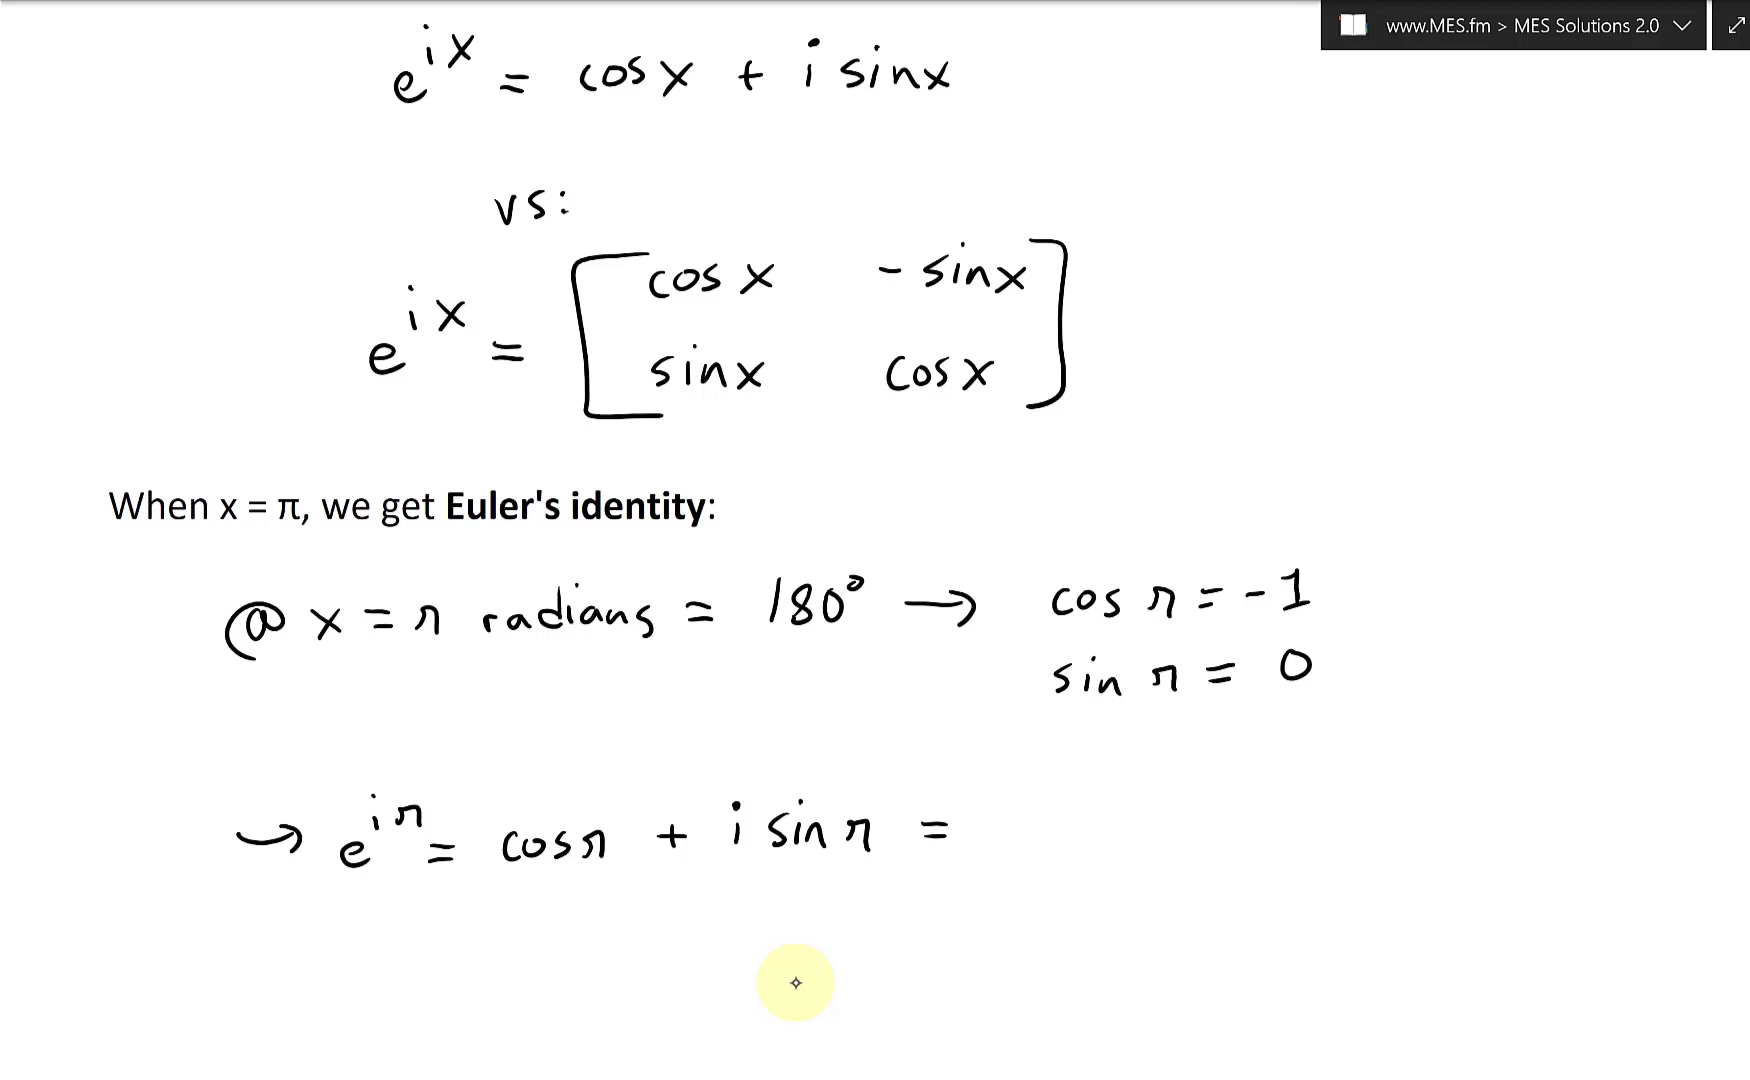 www.MES.fm > MES Solutions 2.0
e^ix = cos x + i sin x
vs:
e^ix = [cos x -sin x
sin x cos x]
When x = π, we get Euler's identity:
@ x = π radians = 180° → cos π = -1
sin π = 0
→ e^iπ = cos π + i sin π =